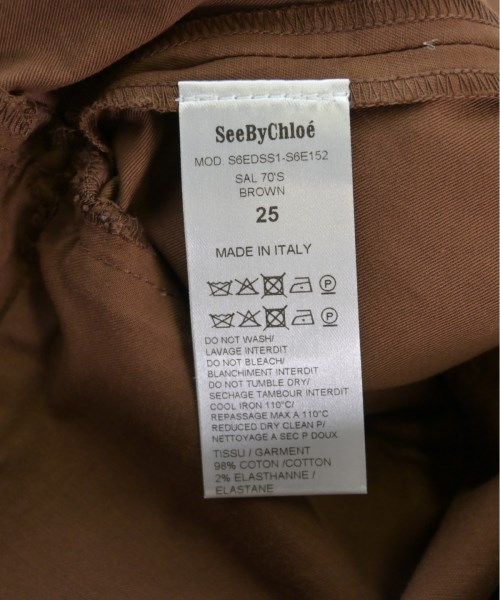 SeeByChloé
MOD. S6EDSS1-S6E152
SAL 70'S
BROWN
25
MADE IN ITALY
P
P
DO NOT WASH/
LAVAGE INTERDIT
DO NOT BLEACH/
BLANCHIMENT INTERDIT
DO NOT TUMBLE DRY/
SECHAGE TAMBOUR INTERDIT
COOL IRON 110°C/
REPASSAGE MAX A 110°C
REDUCED DRY CLEAN P/
NETTOYAGE A SEC P DOUX
TISSU / GARMENT
98% COTON /COTTON
2% ELASTHANNE /
ELASTANE